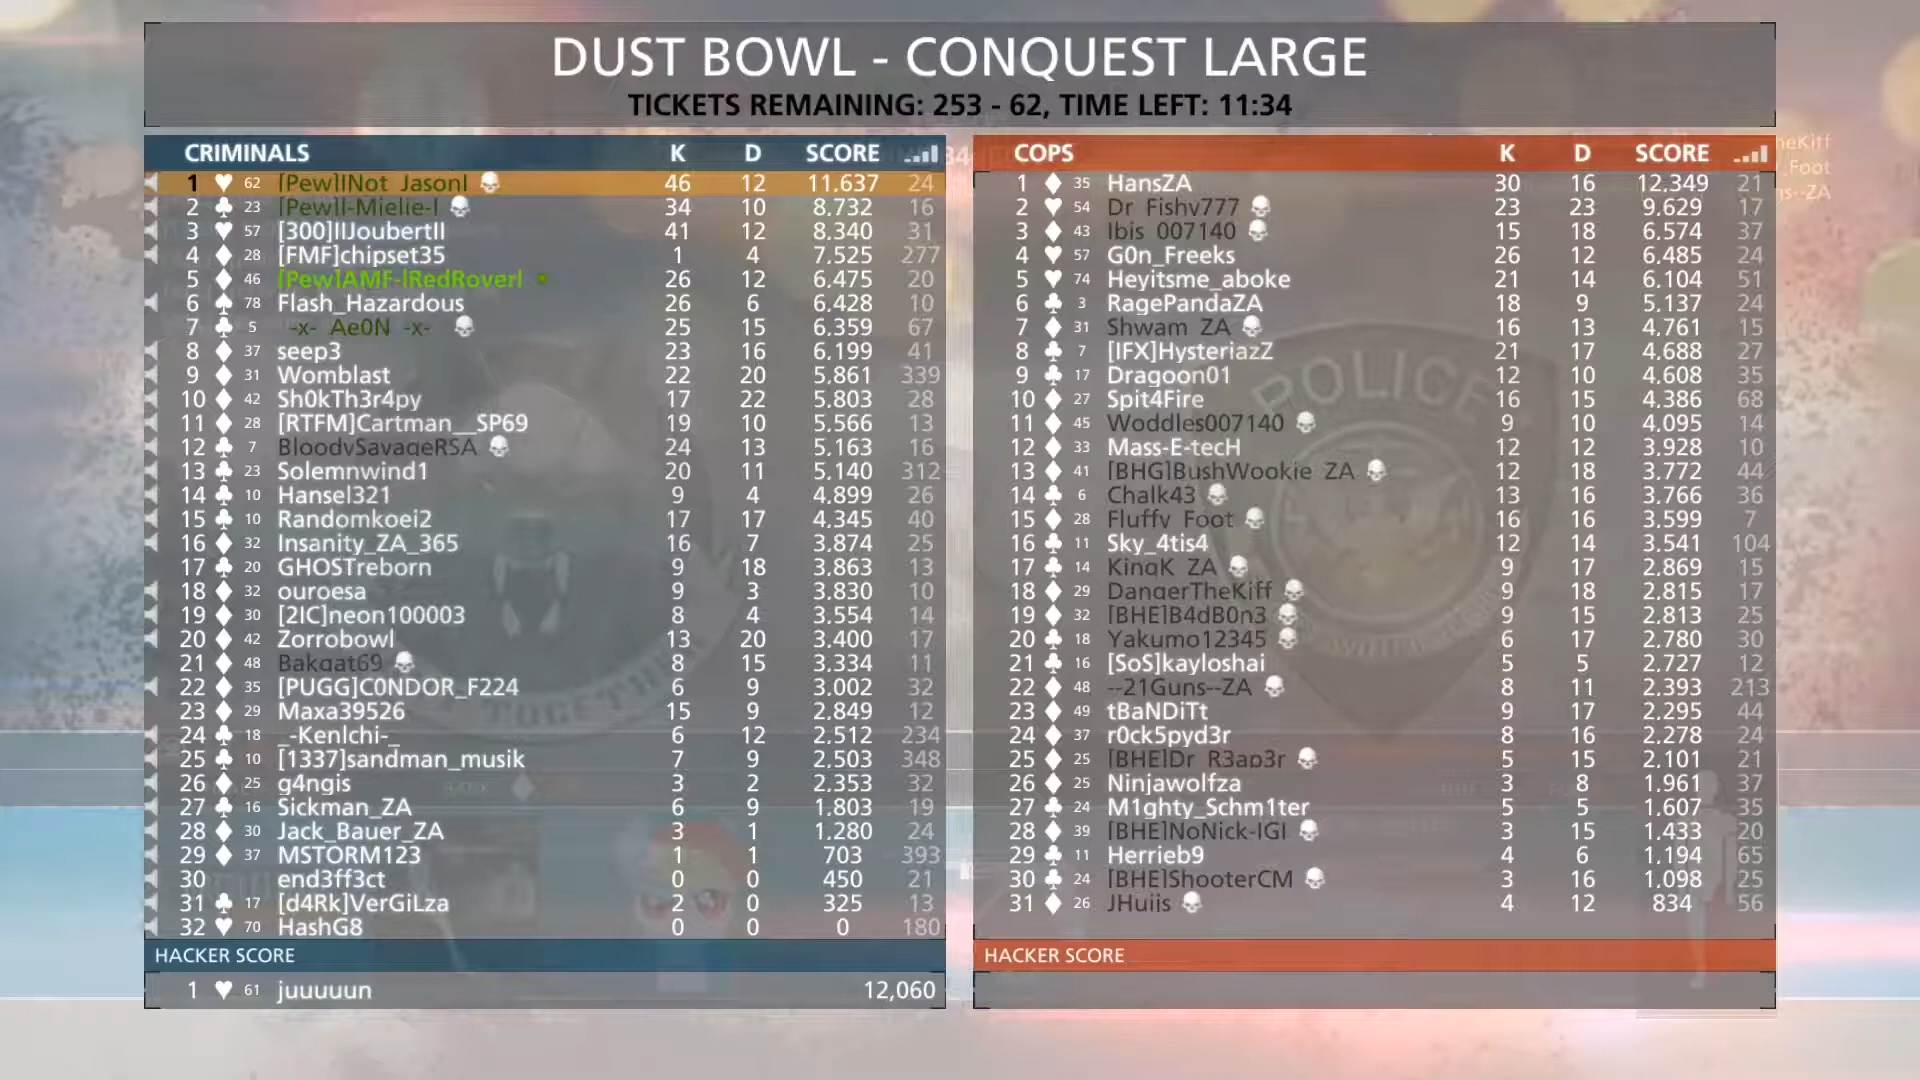 DUST BOWL - CONQUEST LARGE
TICKETS REMAINING: 253 - 62, TIME LEFT: 11:34
CRIMINALS K D SCORE
1 62 [Pew]|Not_Jason| 46 12 11,637 24
2 23 [Pew]I-Mielie-I 34 10 8,732 16
3 57 [300]IIJoubertII 41 12 8,340 31
4 28 [FMF]chipset35 1 4 7,525 277
5 46 [Pew]AMF-|RedRover| 26 12 6,475 20
6 78 Flash_Hazardous 26 6 6,428 10
7 5 _-x-_Ae0N_-x-_ 25 15 6,359 67
8 37 seep3 23 16 6,199 41
9 31 Womblast 22 20 5,861 339
10 42 Sh0kTh3r4py 17 22 5,803 28
11 28 [RTFM]Cartman__SP69 19 10 5,566 13
12 7 BloodySavageRSA 24 13 5,163 16
13 23 Solemnwind1 20 11 5,140 312
14 10 Hansel321 9 4 4,899 26
15 10 Randomkoei2 17 17 4,345 40
16 32 Insanity_ZA_365 16 7 3,874 25
17 20 GHOSTreborn 9 18 3,863 13
18 32 ouroesa 9 3 3,830 10
19 30 [2IC]neon100003 8 4 3,554 14
20 42 Zorrobowl 13 20 3,400 17
21 48 Bakgat69 8 15 3,334 11
22 35 [PUGG]C0NDOR_F224 6 9 3,002 32
23 29 Maxa39526 15 9 2,849 12
24 18 _-KenIchi-_ 6 12 2,512 234
25 10 [1337]sandman_musik 7 9 2,503 348
26 25 g4ngis 3 2 2,353 32
27 16 Sickman_ZA 6 9 1,803 19
28 30 Jack_Bauer_ZA 3 1 1,280 24
29 37 MSTORM123 1 1 703 393
30 end3ff3ct 0 0 450 21
31 17 [d4Rk]VerGiLza 2 0 325 13
32 70 HashG8 0 0 0 180
HACKER SCORE
1 61 juuuuun 12,060
COPS K D SCORE
1 35 HansZA 30 16 12,349 21
2 54 Dr_Fishy777 23 23 9,629 17
3 43 Ibis_007140 15 18 6,574 37
4 57 G0n_Freeks 26 12 6,485 24
5 74 Heyitsme_aboke 21 14 6,104 51
6 3 RagePandaZA 18 9 5,137 24
7 31 Shwam_ZA 16 13 4,761 15
8 7 [IFX]HysteriazZ 21 17 4,688 27
9 17 Dragoon01 12 10 4,608 35
10 27 Spit4Fire 16 15 4,386 68
11 45 Woddles007140 9 10 4,095 14
12 33 Mass-E-tecH 12 12 3,928 10
13 41 [BHG]BushWookie_ZA 12 18 3,772 44
14 6 Chalk43 13 16 3,766 36
15 28 Fluffy_Foot 16 16 3,599 7
16 11 Sky_4tis4 12 14 3,541 104
17 14 KingK_ZA 9 17 2,869 15
18 29 DangerTheKiff 9 18 2,815 17
19 32 [BHE]B4dB0n3 9 15 2,813 25
20 18 Yakumo12345 6 17 2,780 30
21 16 [SoS]kayloshai 5 5 2,727 12
22 48 --21Guns--ZA 8 11 2,393 213
23 49 tBaNDiTt 9 17 2,295 44
24 37 r0ck5pyd3r 8 16 2,278 24
25 25 [BHE]Dr_R3ap3r 5 15 2,101 21
26 25 Ninjawolfza 3 8 1,961 37
27 24 M1ghty_Schm1ter 5 5 1,607 35
28 39 [BHE]NoNick-IGI 3 15 1,433 20
29 11 Herrieb9 4 6 1,194 65
30 24 [BHE]ShooterCM 3 16 1,098 25
31 26 JHuiis 4 12 834 56
HACKER SCORE
POLICE
TOGETHER